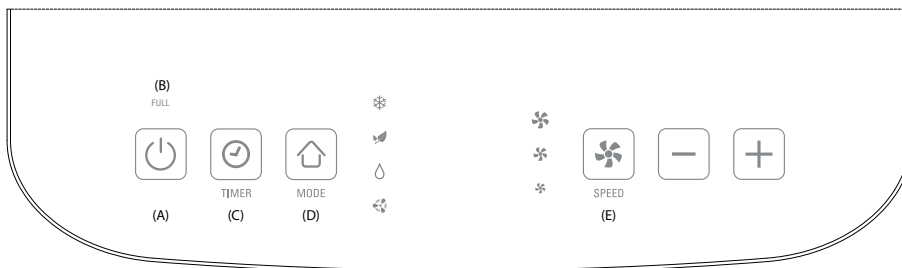 (B)
FULL
TIMER
MODE
SPEED
(A)
(C)
(D)
(E)